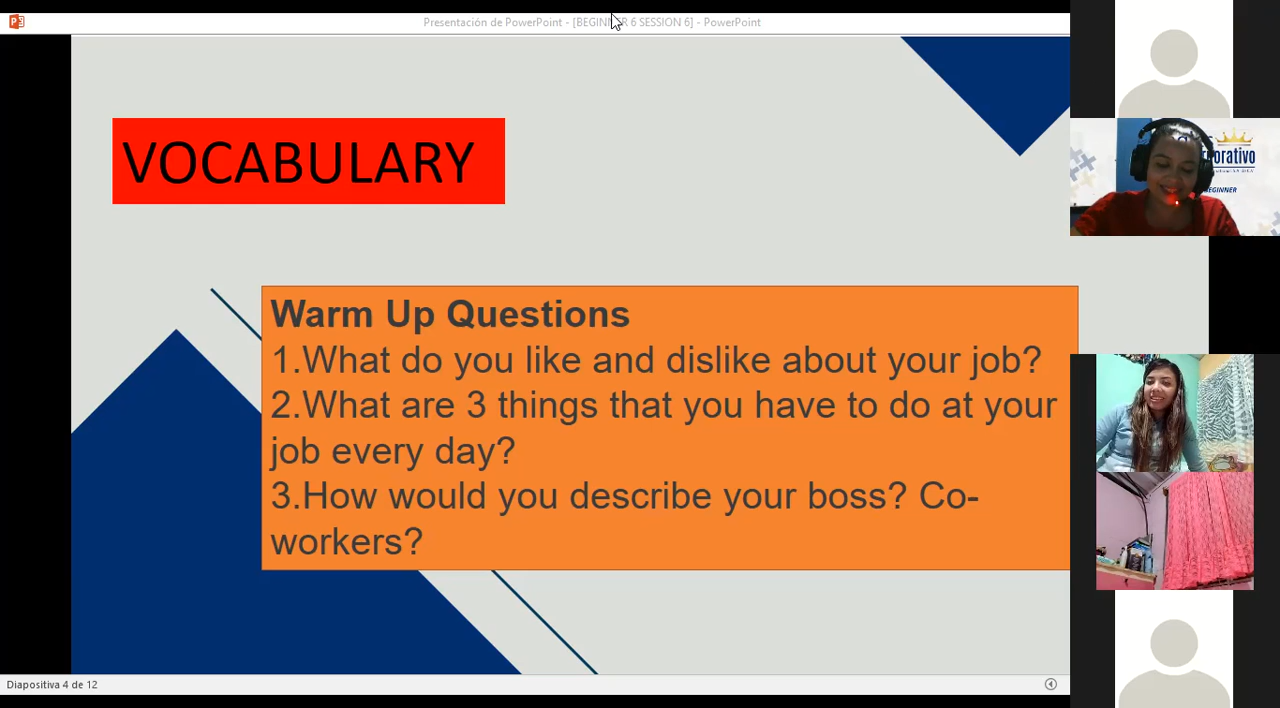 Presentación de PowerPoint - [BEGINNER 6 SESSION 6] - PowerPoint
VOCABULARY
Warm Up Questions
1.What do you like and dislike about your job?
2.What are 3 things that you have to do at your
job every day?
3.How would you describe your boss? Co-
workers?
Diapositiva 4 de 12
BEGINNER